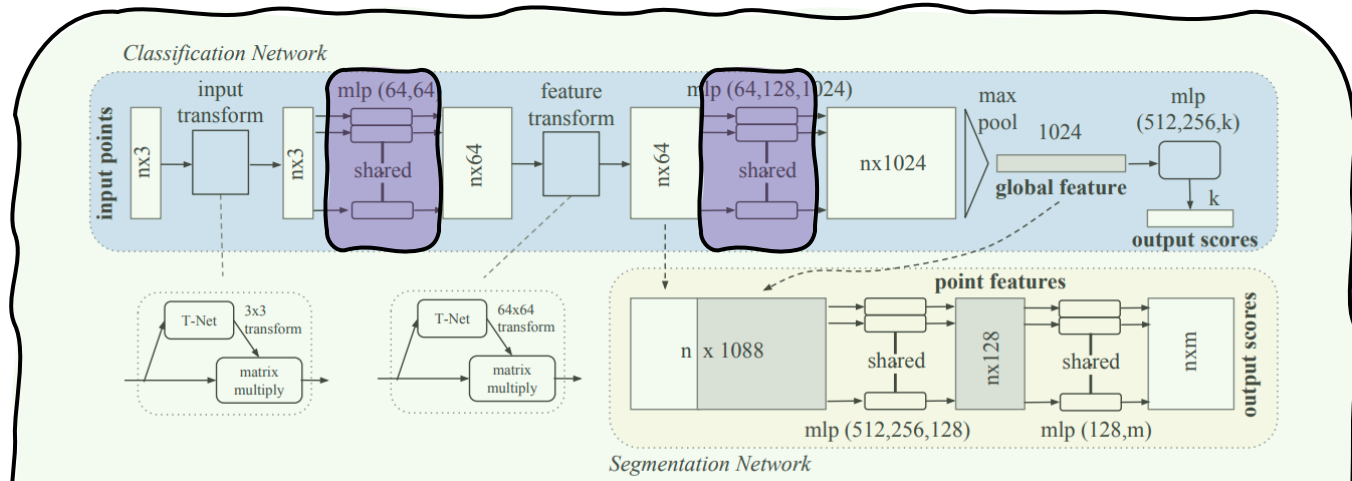 Classification Network
input points
nx3
input
transform
nx3
mlp (64,64
shared
nx64
feature
transform
nx64
mlp (64,128,1024)
shared
nx1024
max
pool
1024
global feature
mlp
(512,256,k)
k
output scores
T-Net
3x3
transform
matrix
multiply
T-Net
64x64
transform
matrix
multiply
point features
n x 1088
shared
mlp (512,256,128)
nx128
shared
mlp (128,m)
nxm
output scores
Segmentation Network